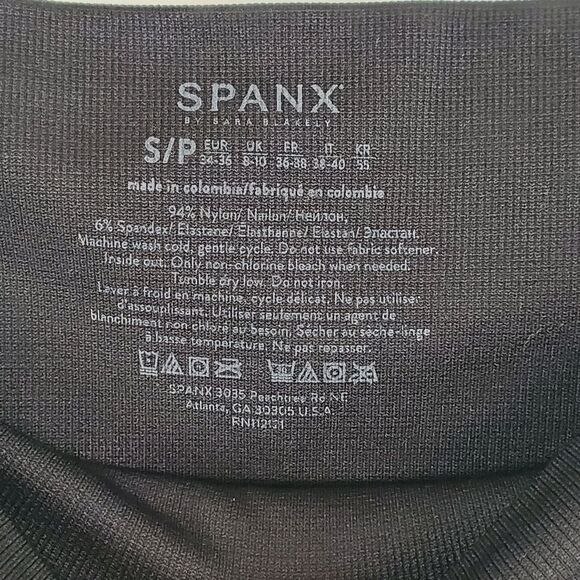 SPANX®
BY SARA BLAKELY
S/P EUR 34-36 UK 8-10 FR 36-38 IT 38-40 KR 55
made in colombia/fabriqué en colombie
94% Nylon/ Nailon/ Нейлон,
6% Spandex/ Elastane/ Elasthanne/ Elastan/ Эластан.
Machine wash cold, gentle cycle. Do not use fabric softener.
Inside out. Only non-chlorine bleach when needed.
Tumble dry low. Do not iron.
Laver à froid en machine, cycle délicat. Ne pas utiliser
d'assouplissant. Utiliser seulement un agent de
blanchiment non chloré au besoin. Sécher au sèche-linge
à basse température. Ne pas repasser.
SPANX 3035 Peachtree Rd NE
Atlanta, GA 30305 U.S.A.